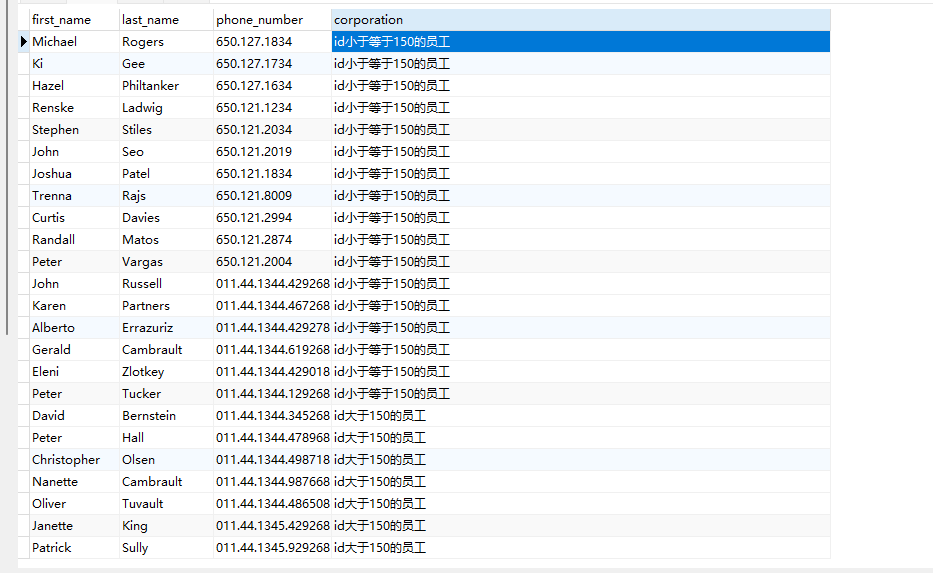 first_name last_name phone_number corporation
Michael Rogers 650.127.1834 id小于等于150的员工
Ki Gee 650.127.1734 id小于等于150的员工
Hazel Philtanker 650.127.1634 id小于等于150的员工
Renske Ladwig 650.121.1234 id小于等于150的员工
Stephen Stiles 650.121.2034 id小于等于150的员工
John Seo 650.121.2019 id小于等于150的员工
Joshua Patel 650.121.1834 id小于等于150的员工
Trenna Rajs 650.121.8009 id小于等于150的员工
Curtis Davies 650.121.2994 id小于等于150的员工
Randall Matos 650.121.2874 id小于等于150的员工
Peter Vargas 650.121.2004 id小于等于150的员工
John Russell 011.44.1344.429268 id小于等于150的员工
Karen Partners 011.44.1344.467268 id小于等于150的员工
Alberto Errazuriz 011.44.1344.429278 id小于等于150的员工
Gerald Cambrault 011.44.1344.619268 id小于等于150的员工
Eleni Zlotkey 011.44.1344.429018 id小于等于150的员工
Peter Tucker 011.44.1344.129268 id小于等于150的员工
David Bernstein 011.44.1344.345268 id大于150的员工
Peter Hall 011.44.1344.478968 id大于150的员工
Christopher Olsen 011.44.1344.498718 id大于150的员工
Nanette Cambrault 011.44.1344.987668 id大于150的员工
Oliver Tuvault 011.44.1344.486508 id大于150的员工
Janette King 011.44.1345.429268 id大于150的员工
Patrick Sully 011.44.1345.929268 id大于150的员工